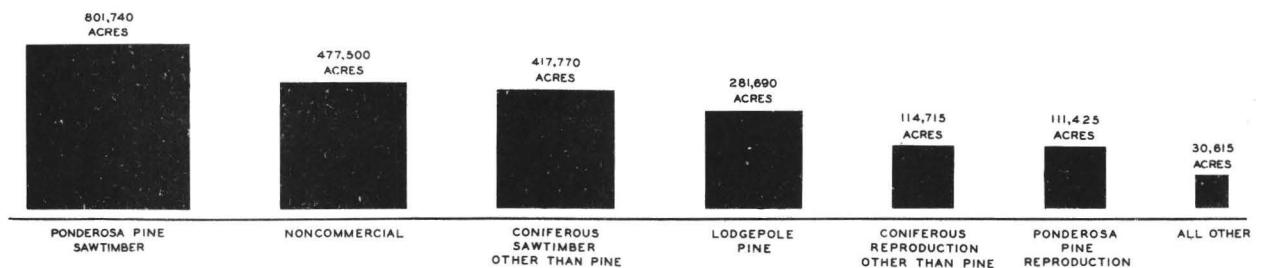 801,740
ACRES
477,500
ACRES
417,770
ACRES
281,690
ACRES
114,715
ACRES
111,425
ACRES
30,615
ACRES
PONDEROSA PINE
SAWTIMBER
NONCOMMERCIAL
CONIFEROUS
SAWTIMBER
OTHER THAN PINE
LODGEPOLE
PINE
CONIFEROUS
REPRODUCTION
OTHER THAN PINE
PONDEROSA
PINE
REPRODUCTION
ALL OTHER